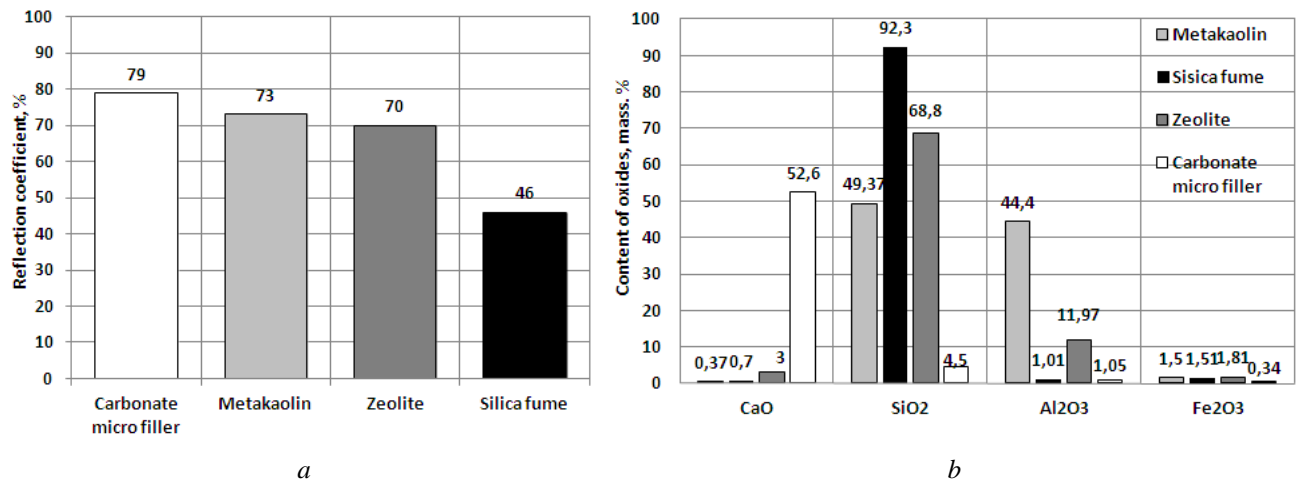 Reflection coefficient, %
100
90
80
70
60
50
40
30
20
10
0
79
73
70
46
Carbonate
micro filler
Metakaolin
Zeolite
Silica fume
a
Content of oxides, mass. %
100
90
80
70
60
50
40
30
20
10
0
0,37
0,7
3
52,6
49,37
92,3
68,8
4,5
44,4
1,01
11,97
1,05
1,5
1,51
1,81
0,34
CaO
SiO2
Al2O3
Fe2O3
Metakaolin
Sisica fume
Zeolite
Carbonate
micro filler
b